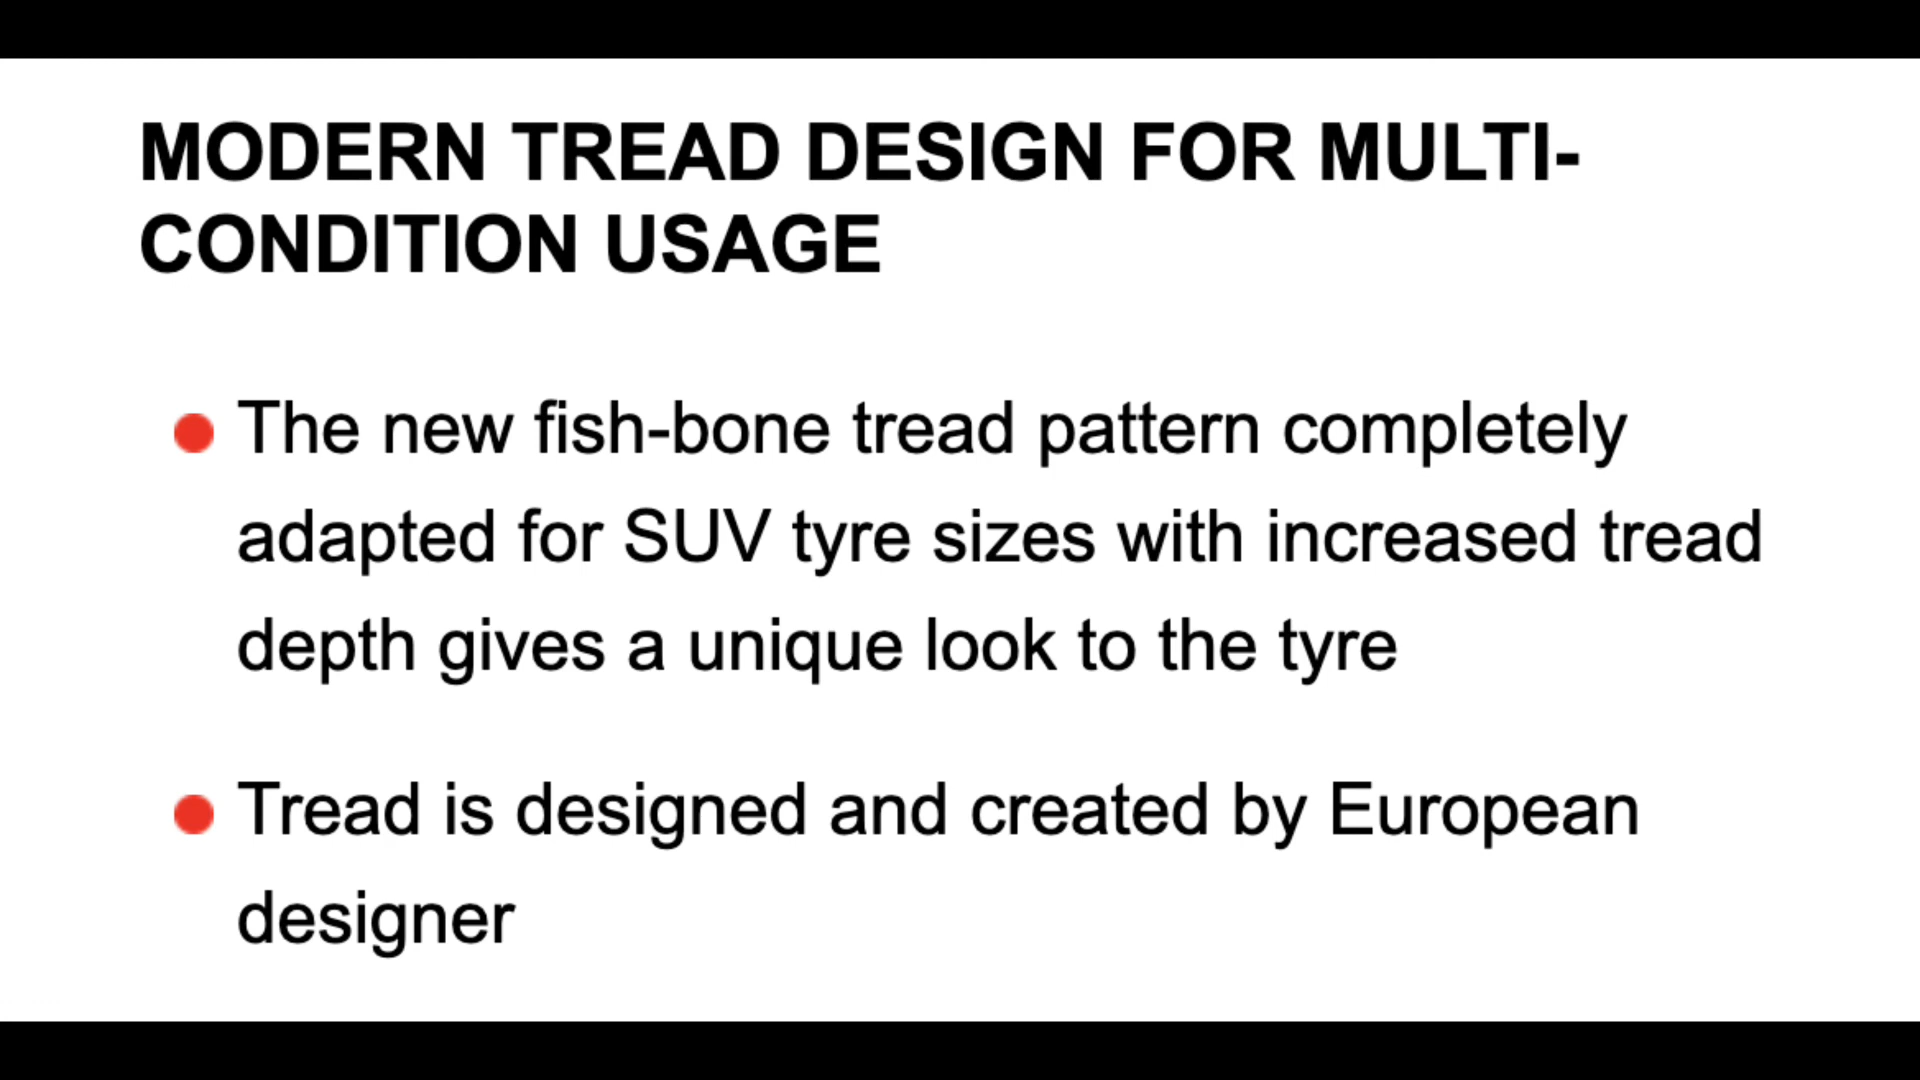 MODERN TREAD DESIGN FOR MULTI-
CONDITION USAGE
The new fish-bone tread pattern completely
adapted for SUV tyre sizes with increased tread
depth gives a unique look to the tyre
Tread is designed and created by European
designer